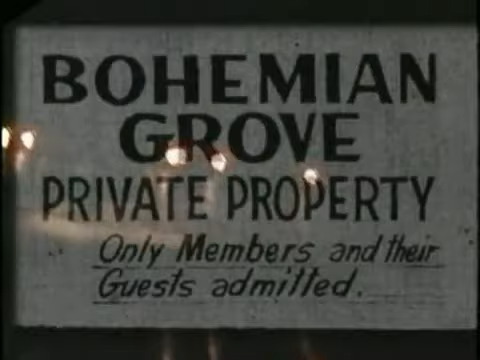 BOHEMIAN
GROVE
PRIVATE PROPERTY
Only Members and their
Guests admitted.